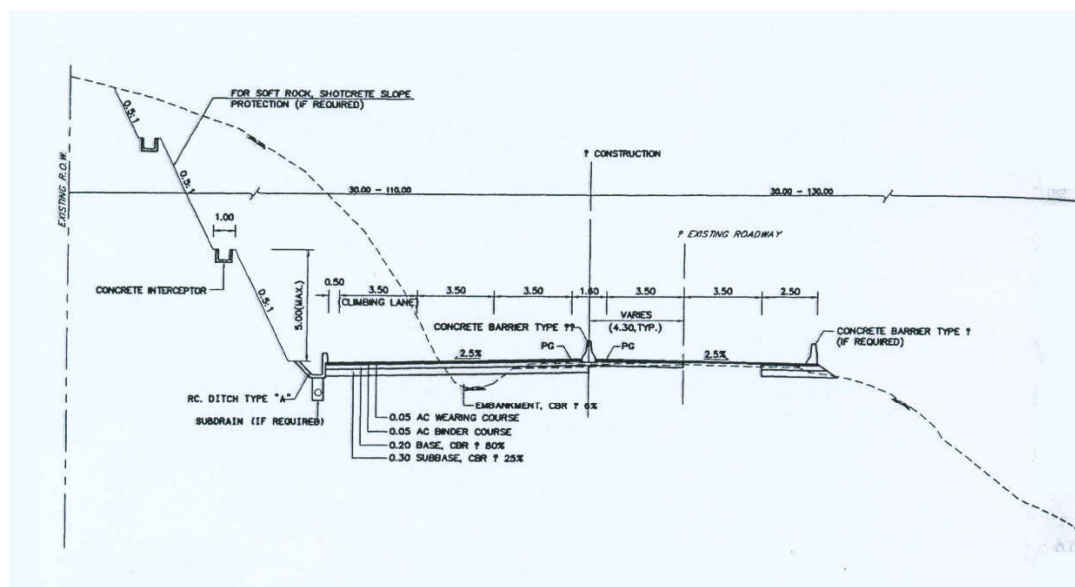 FOR SOFT ROCK, SHOTCRETE SLOPE
PROTECTION (IF REQUIRED)
0.5:1
EXISTING R.O.W.
? CONSTRUCTION
0.5:1
30.00 - 110.00
30.00 - 130.00
1.00
? EXISTING ROADWAY
CONCRETE INTERCEPTOR
0.5:1
5.00(MAX.)
0.50
3.50
3.50
3.50
1.60
3.50
3.50
2.50
(CLIMBING LANE)
VARIES
(4.30,TYP.)
CONCRETE BARRIER TYPE ??
CONCRETE BARRIER TYPE ?
(IF REQUIRED)
PG
PG
2.5%
2.5%
RC. DITCH TYPE "A"
SUBDRAIN (IF REQUIRED)
EMBANKMENT, CBR ? 6%
0.05 AC WEARING COURSE
0.05 AC BINDER COURSE
0.20 BASE, CBR ? 80%
0.30 SUBBASE, CBR ? 25%